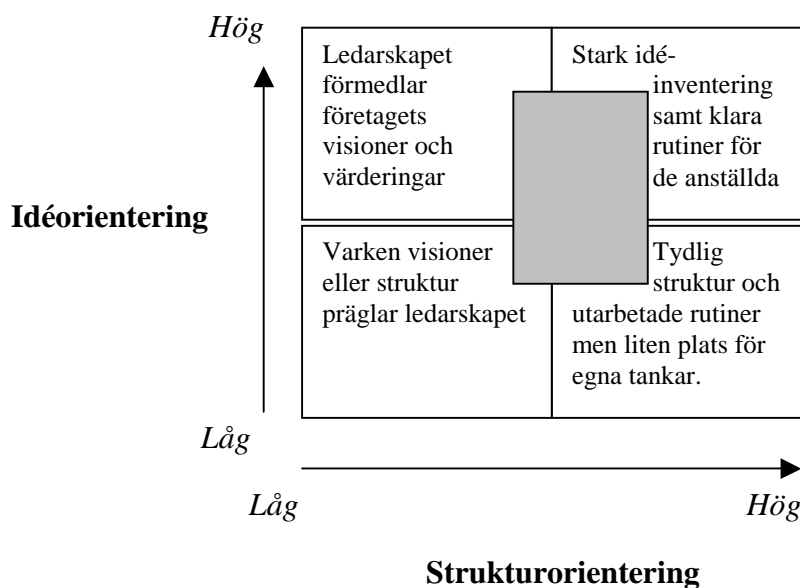 Hög
Ledarskapet
förmedlar
företagets
visioner och
värderingar
Stark idé-
inventering
samt klara
rutiner för
de anställda
Idéorientering
Varken visioner
eller struktur
präglar ledarskapet
Tydlig
struktur och
utarbetade rutiner
men liten plats för
egna tankar.
Låg
Låg
Hög
Strukturorientering